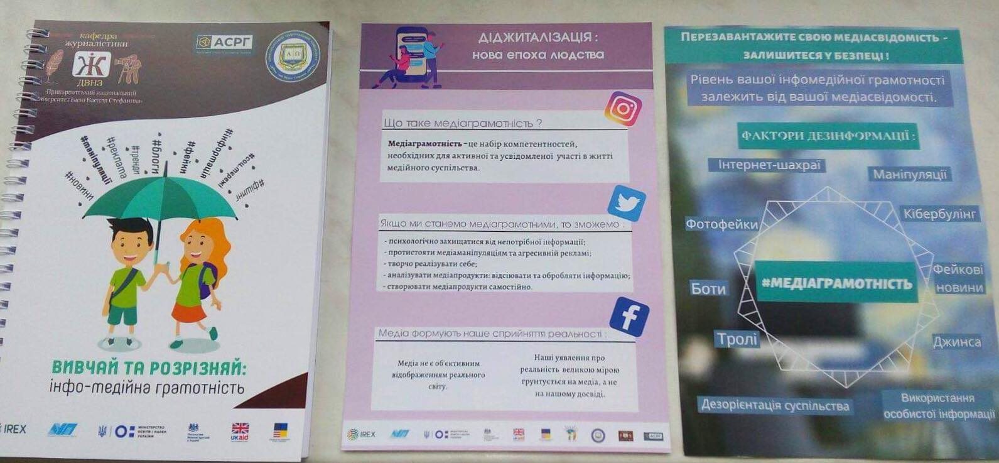 кафедра
журналістики
ЖК
ДВНЗ
«Прикарпатський національний
університет імені Василя Стефаника»
АСРГ
#новини
#маніпуляції
#реклама
#тренди
#блоги
#фейки
#інформація
#соц.мережі
#фішинг
ВИВЧАЙ ТА РОЗРІЗНЯЙ:
інфо-медійна грамотність
IREX
МІНІСТЕРСТВО
ОСВІТИ І НАУКИ
УКРАЇНИ
ukaid
ДІДЖИТАЛІЗАЦІЯ :
НОВА ЕПОХА ЛЮДСТВА
Що таке медіаграмотність ?
Медіаграмотність –це набір компетентностей,
необхідних для активної та усвідомленої участі в житті
медійного суспільства.
Якщо ми станемо медіаграмотними, то зможемо :
- психологічно захищатися від непотрібної інформації;
- протистояти медіаманіпуляціям та агресивній рекламі;
- творчо реалізувати себе;
- аналізувати медіапродукти: відсіювати та обробляти інформацію;
- створювати медіапродукти самостійно.
Медіа формують наше сприйняття реальності :
Медіа не є об'єктивним
відображенням реального
світу.
Наші уявлення про
реальність великою мірою
грунтується на медіа, а не
на нашому досвіді.
IREX
ukaid
АСРГ
ПЕРЕЗАВАНТАЖИТЕ СВОЮ МЕДІАСВІДОМІСТЬ -
ЗАЛИШИТЕСЯ У БЕЗПЕЦІ !
Рівень вашої інфомедійної грамотності
залежить від вашої медіасвідомості.
ФАКТОРИ ДЕЗІНФОРМАЦІЇ :
Інтернет-шахраї
Маніпуляції
Фотофейки
Кібербулінг
Боти
#МЕДІАГРАМОТНІСТЬ
Фейкові
новини
Тролі
Джинса
Дезорієнтація суспільства
Використання
особистої інформації